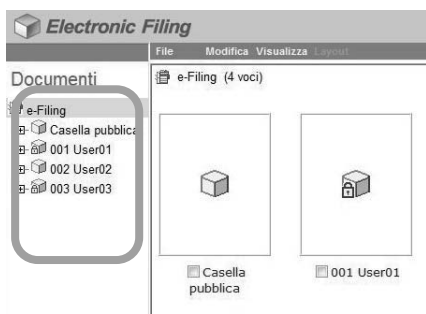 Electronic Filing
File Modifica Visualizza Layout
Documenti
e-Filing
Casella pubblica
001 User01
002 User02
003 User03
e-Filing (4 voci)
Casella
pubblica
001 User01